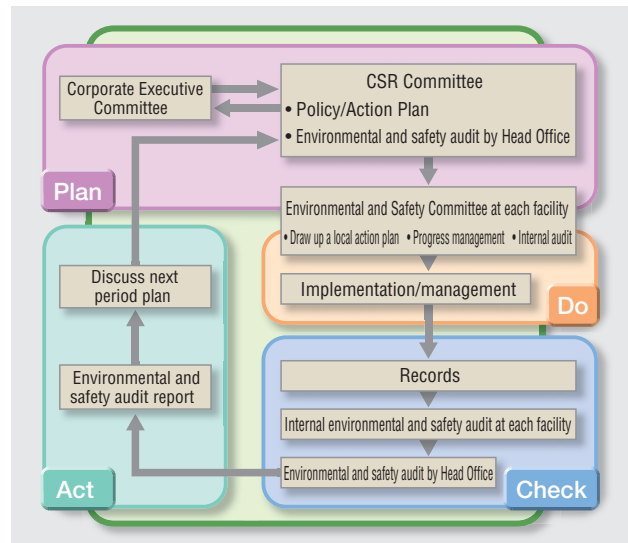 Corporate Executive
Committee
CSR Committee
• Policy/Action Plan
• Environmental and safety audit by Head Office
Plan
Environmental and Safety Committee at each facility
• Draw up a local action plan • Progress management • Internal audit
Implementation/management
Do
Records
Internal environmental and safety audit at each facility
Environmental and safety audit by Head Office
Check
Discuss next
period plan
Environmental and
safety audit report
Act